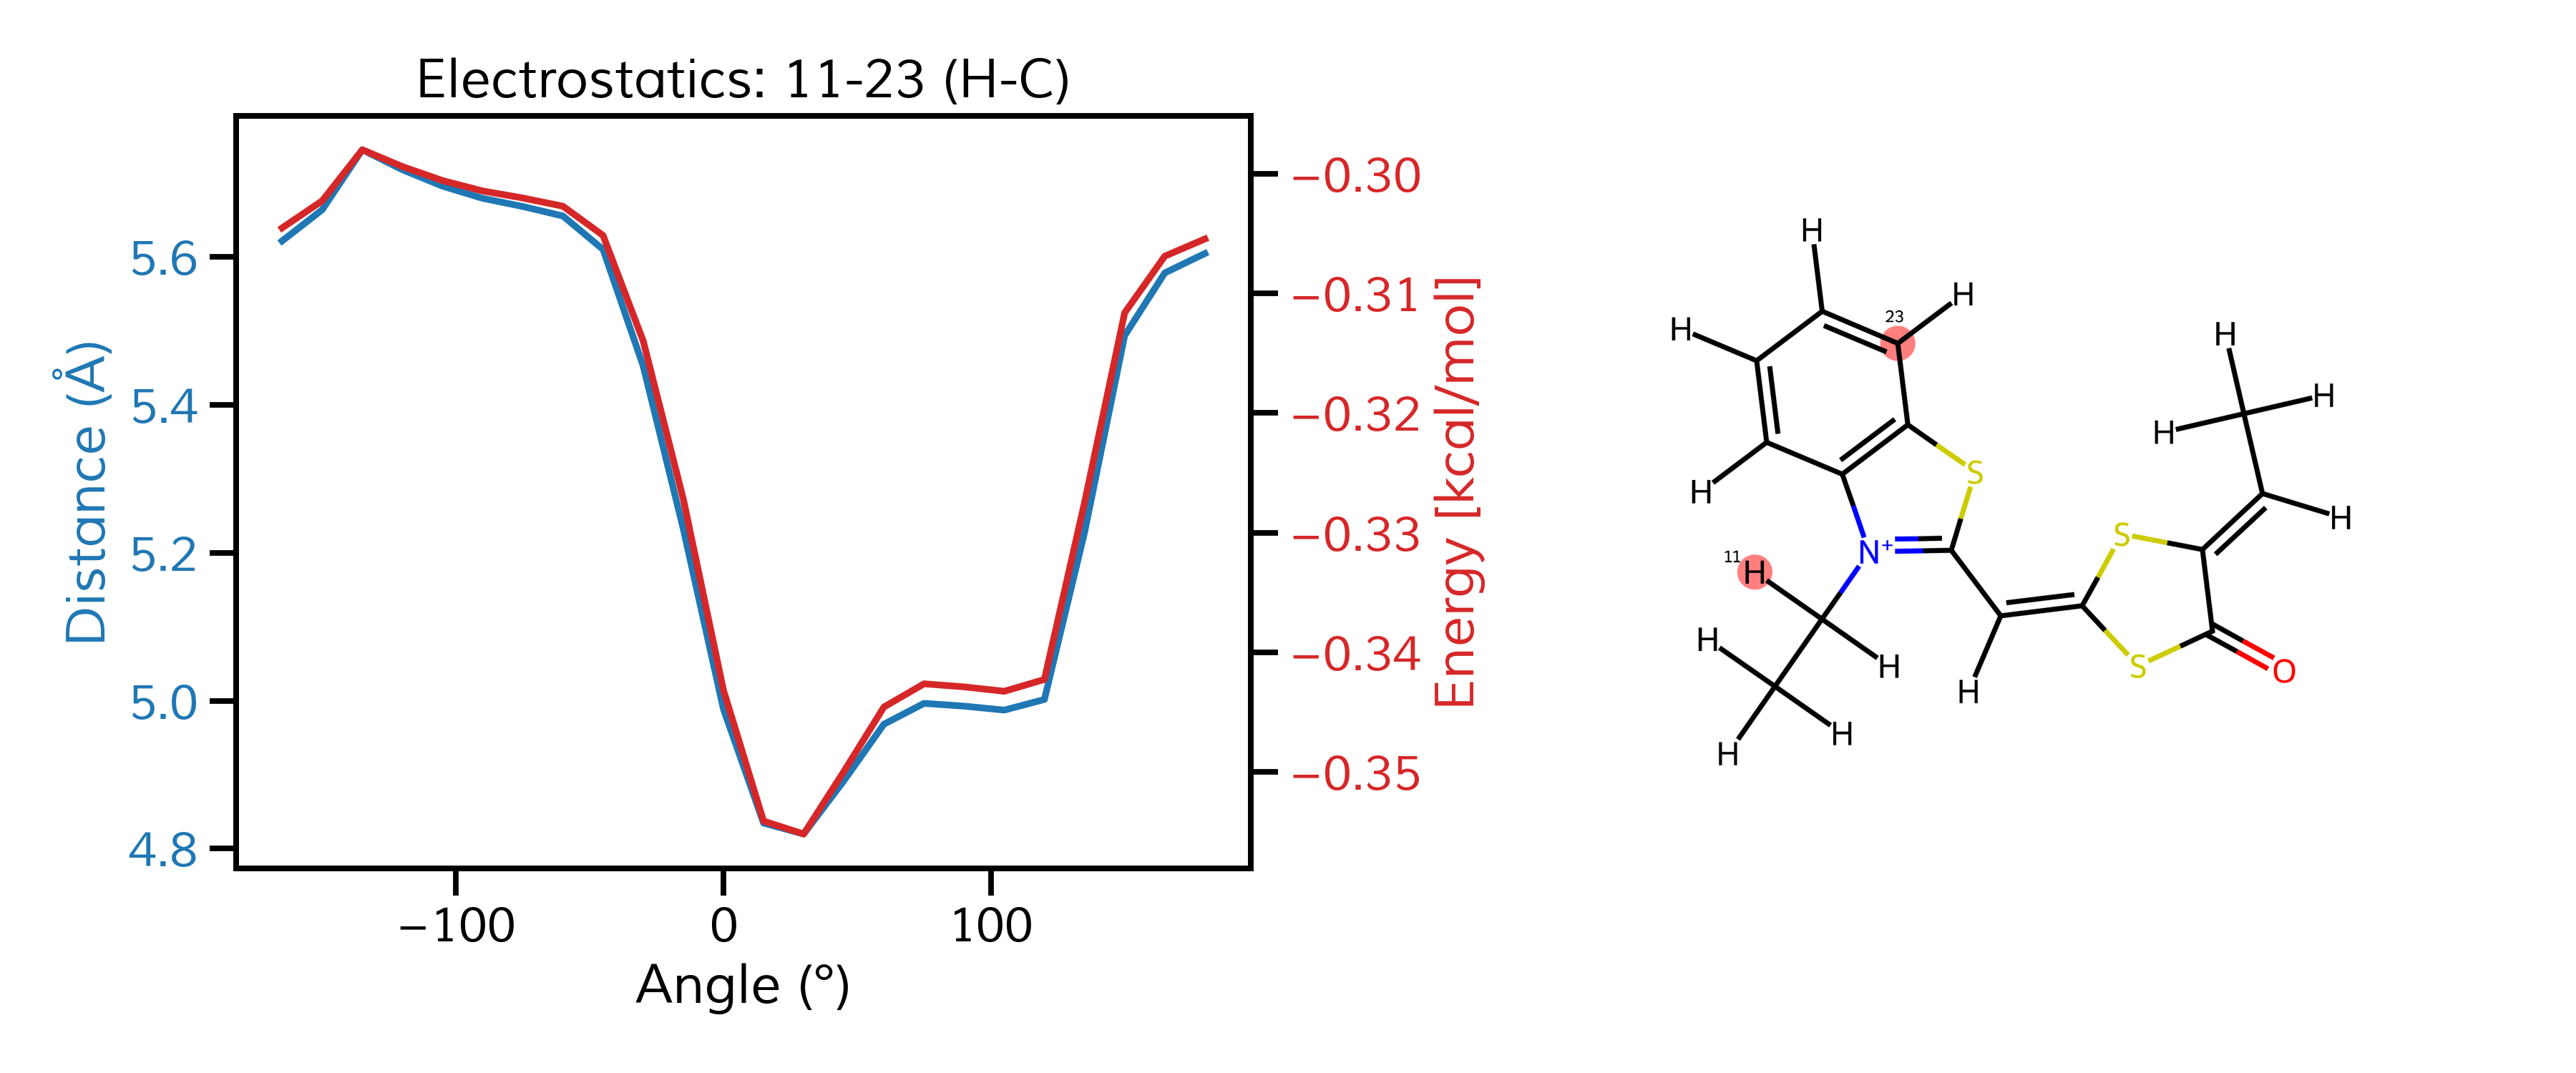 Electrostatics: 11-23 (H-C)
Distance (Å)
5.6
5.4
5.2
5.0
4.8
−100
0
100
Angle (°)
−0.30
−0.31
−0.32
−0.33
−0.34
−0.35
Energy [kcal/mol]
H
H
23
H
H
H
H
H
S
H
S
H
N+
11
H
H
H
S
O
H
H
H